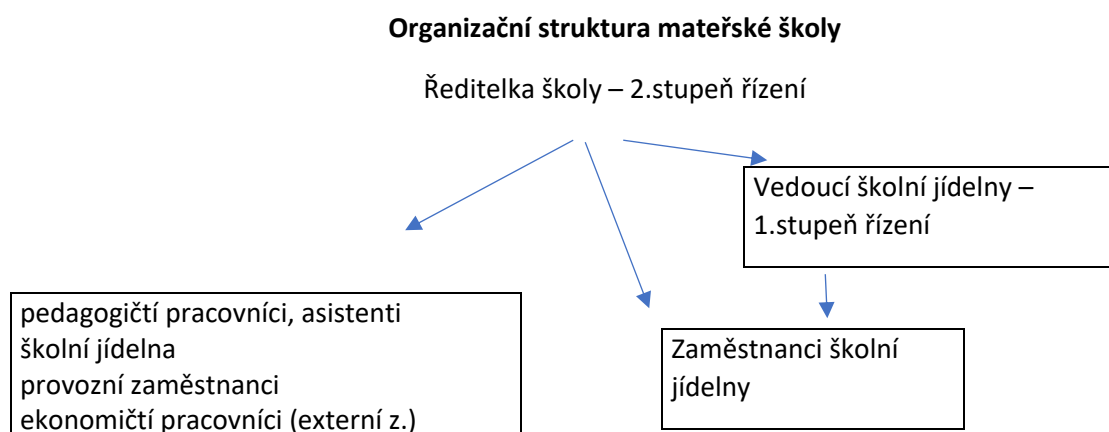 Organizační struktura mateřské školy
Ředitelka školy – 2.stupeň řízení
Vedoucí školní jídelny –
1.stupeň řízení
pedagogičtí pracovníci, asistenti
školní jídelna
provozní zaměstnanci
ekonomičtí pracovníci (externí z.)
Zaměstnanci školní
jídelny